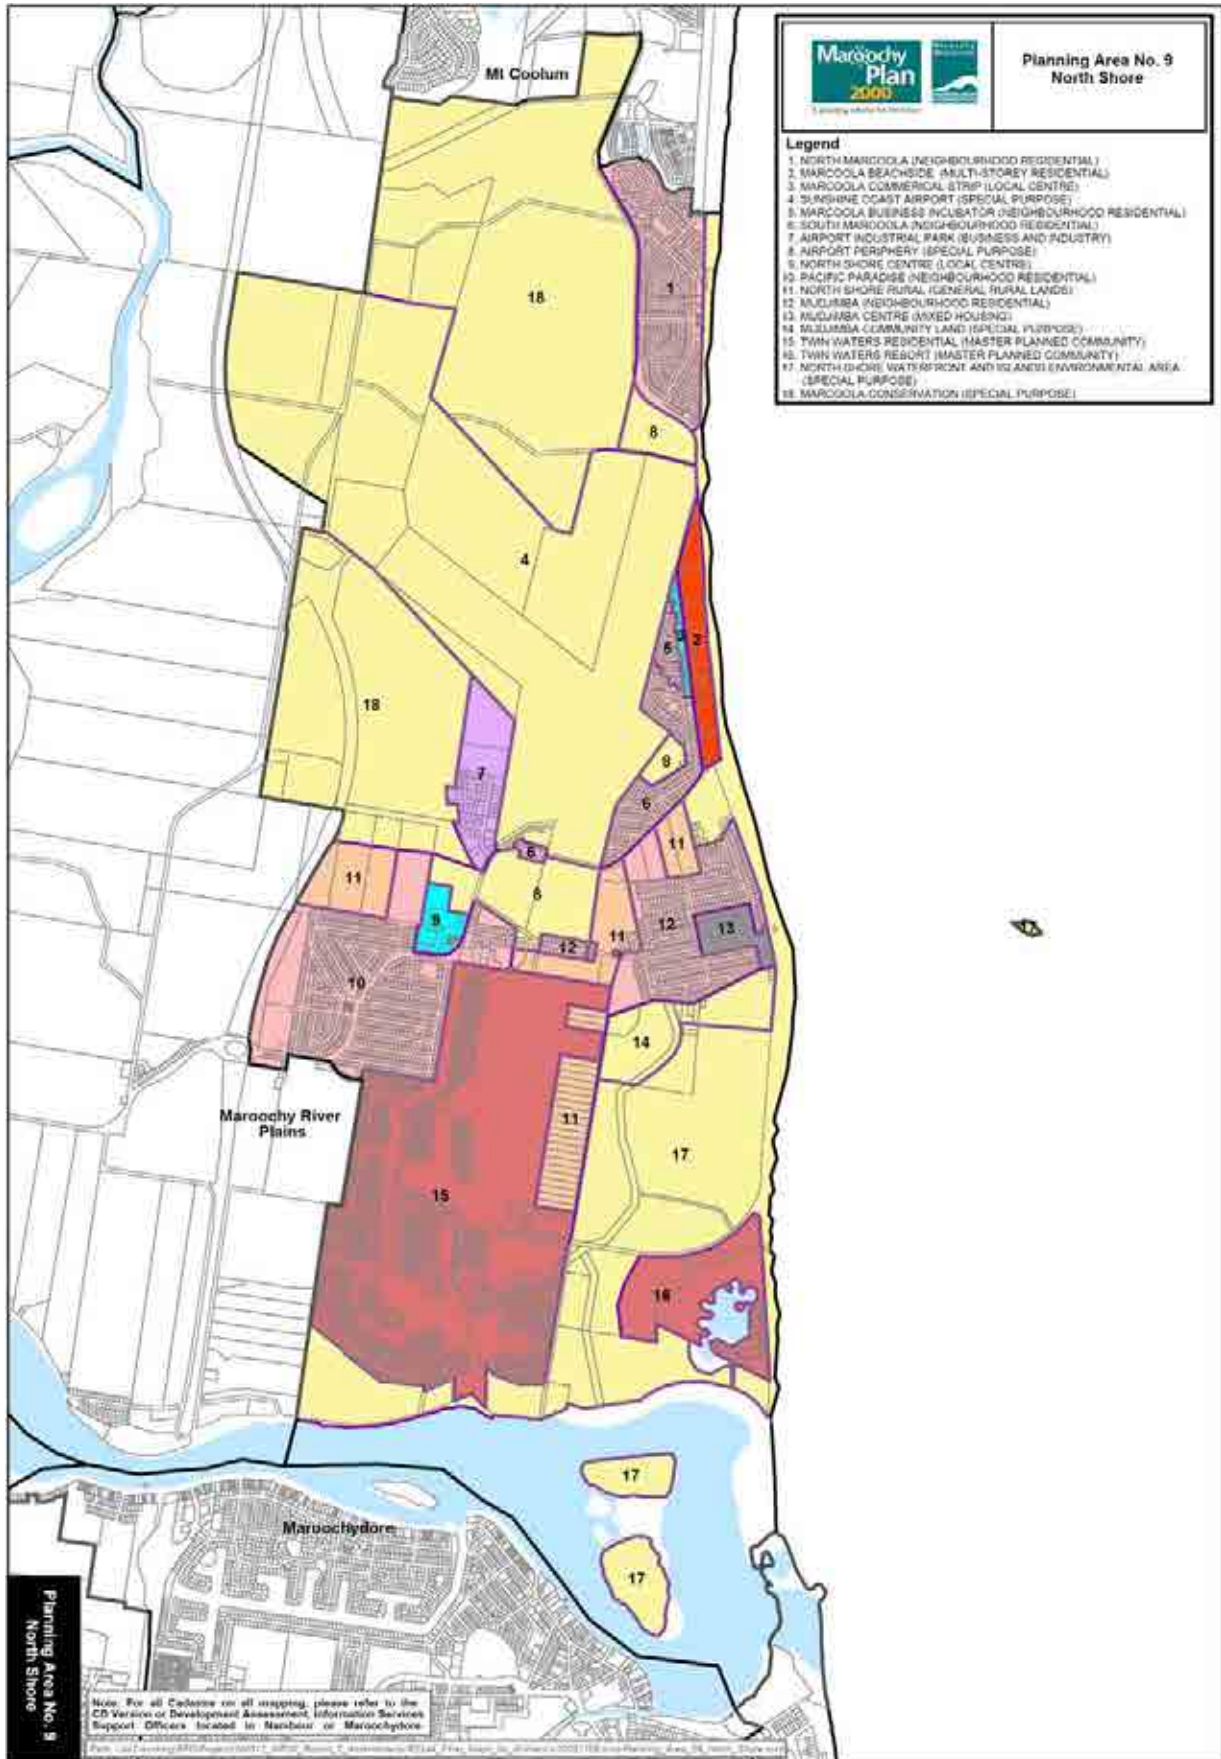 Maroochy
Plan
2000
Planning Area No. 9
North Shore
Legend
1. NORTH MARCOOLA (NEIGHBOURHOOD RESIDENTIAL)
2. MARCOOLA BEACHSIDE (MULTI-STOREY RESIDENTIAL)
3. MARCOOLA COMMERICAL STRIP (LOCAL CENTRE)
4. SUNSHINE COAST AIRPORT (SPECIAL PURPOSE)
5. MARCOOLA BUSINESS INCUBATOR (NEIGHBOURHOOD RESIDENTIAL)
6. SOUTH MARCOOLA (NEIGHBOURHOOD RESIDENTIAL)
7. AIRPORT INDUSTRIAL PARK (BUSINESS AND INDUSTRY)
8. AIRPORT PERIPHERY (SPECIAL PURPOSE)
9. NORTH SHORE CENTRE (LOCAL CENTRE)
10. PACIFIC PARADISE (NEIGHBOURHOOD RESIDENTIAL)
11. NORTH SHORE RURAL (GENERAL RURAL LANDS)
12. MUDJIMBA (NEIGHBOURHOOD RESIDENTIAL)
13. MUDJIMBA CENTRE (MIXED HOUSING)
14. MUDJIMBA COMMUNITY LAND (SPECIAL PURPOSE)
15. TWIN WATERS RESIDENTIAL (MASTER PLANNED COMMUNITY)
16. TWIN WATERS RESORT (MASTER PLANNED COMMUNITY)
17. NORTH SHORE WATERFRONT AND ISLANDS ENVIRONMENTAL AREA
(SPECIAL PURPOSE)
18. MARCOOLA CONSERVATION (SPECIAL PURPOSE)
Mt Coolum
18
1
8
4
2
5
18
7
8
6
6
11
11
8
9
12
13
11
12
10
14
Maroochy River
Plains
11
17
15
16
17
17
17
Maroochydore
Planning Area No. 9
North Shore
Note: For all Cadastre on all mapping, please refer to the
CD Version or Development Assessment, Information Services
Support Officers located in Nambour or Maroochydore